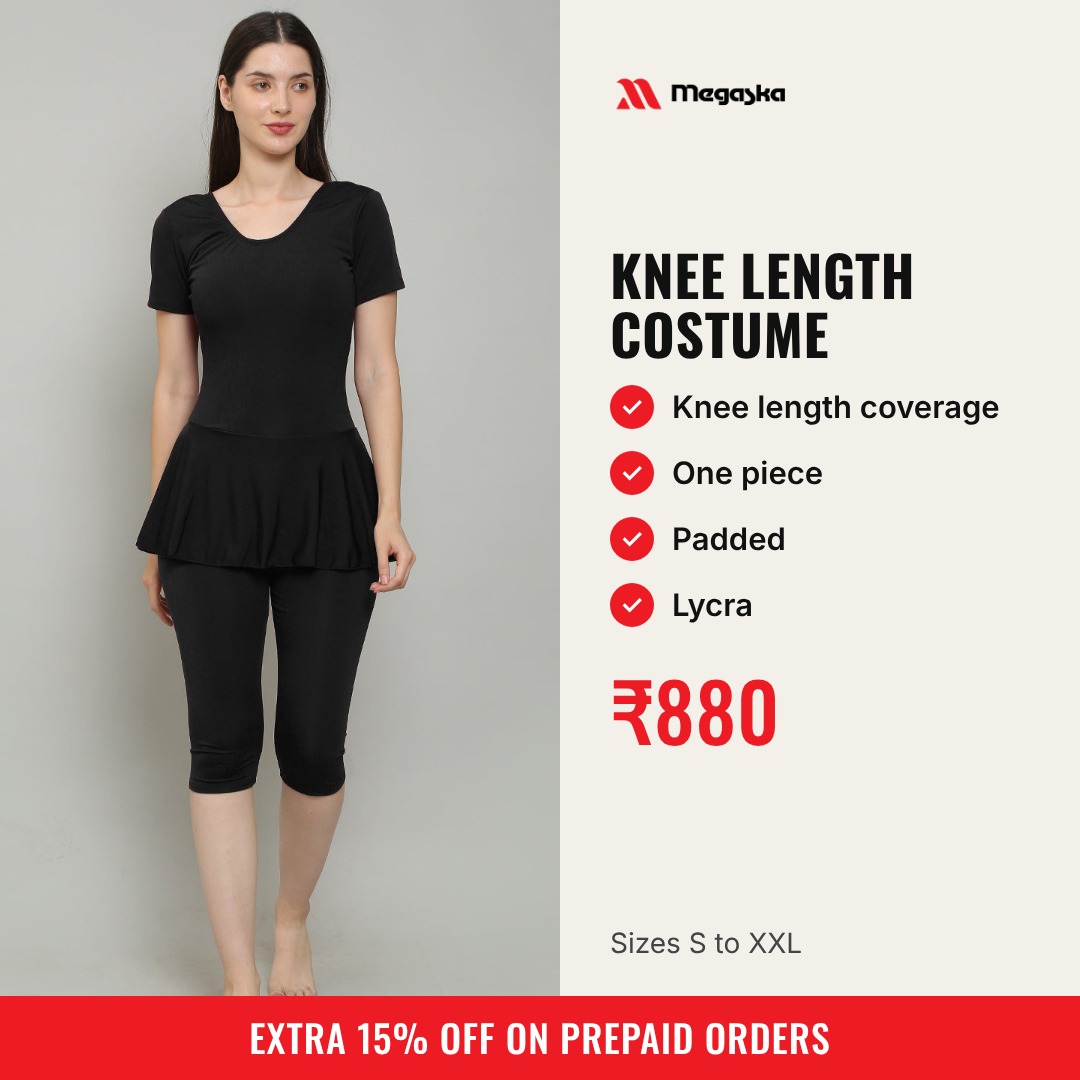 Megaska
KNEE LENGTH
COSTUME
Knee length coverage
One piece
Padded
Lycra
₹880
Sizes S to XXL
EXTRA 15% OFF ON PREPAID ORDERS